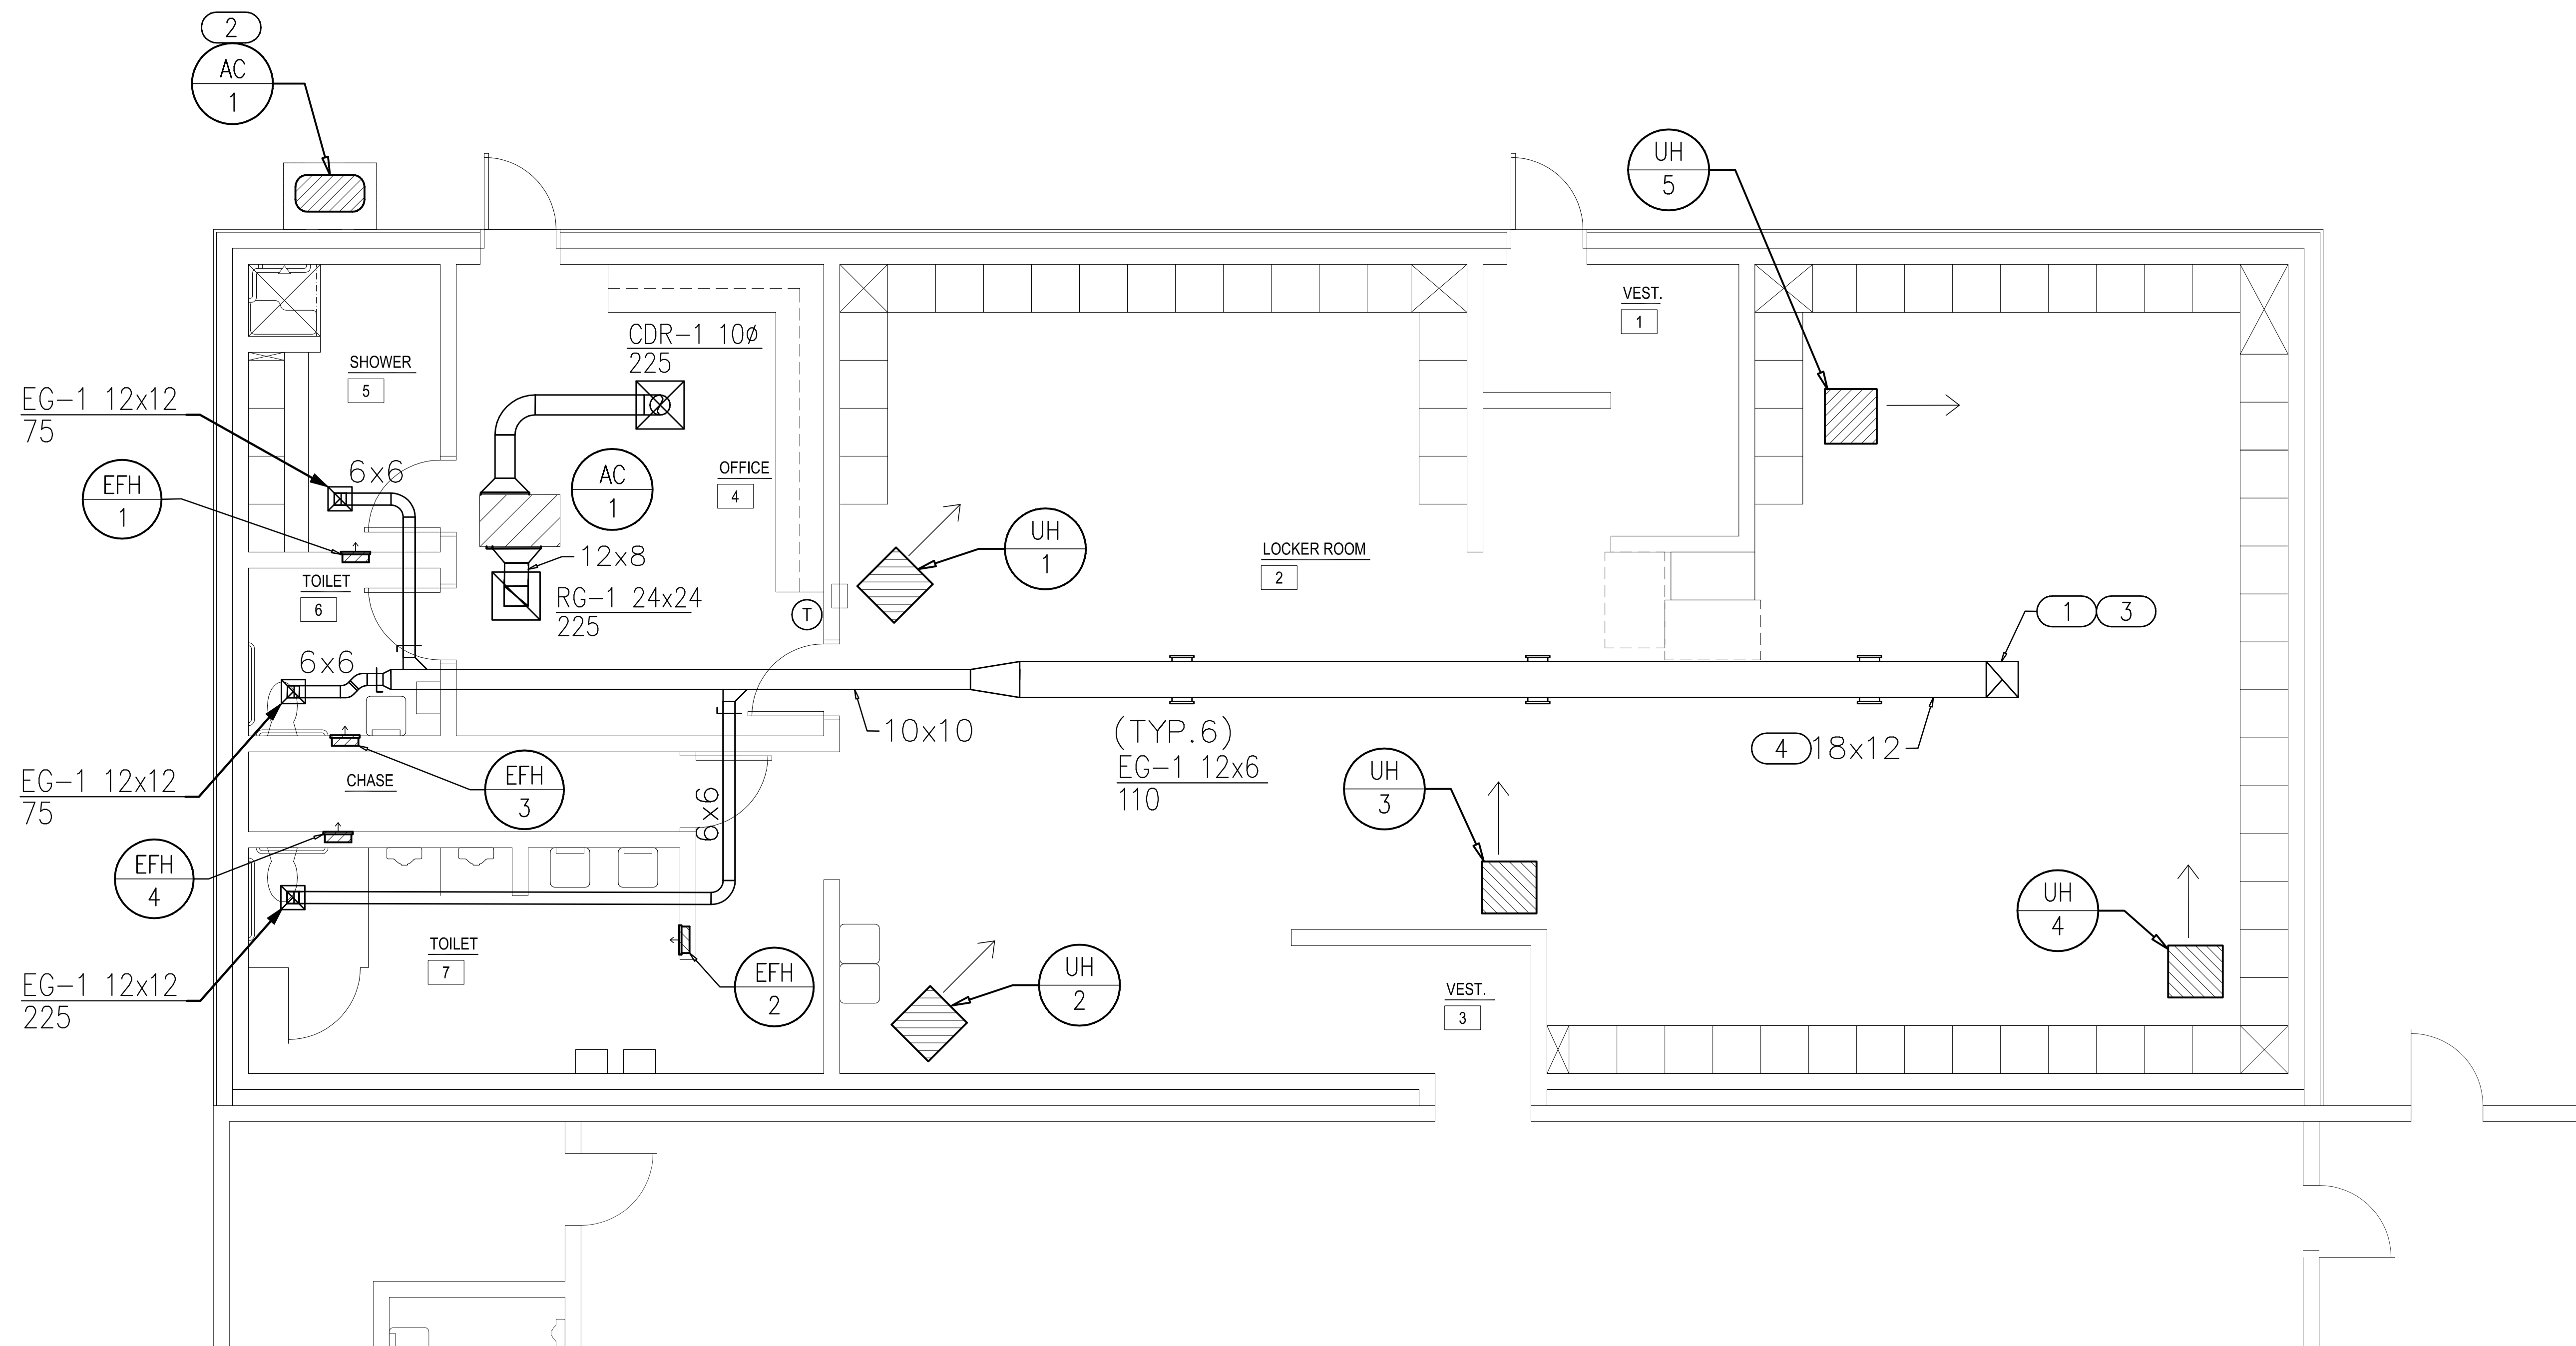 2
AC
1
UH
5
VEST.
1
CDR-1 10ø
225
SHOWER
5
EG-1 12x12
75
6x6
EFH
1
OFFICE
4
AC
1
UH
1
LOCKER ROOM
2
12x8
RG-1 24x24
225
TOILET
6
T
1
3
6x6
10x10
(TYP.6)
EG-1 12x6
110
4
18x12
EG-1 12x12
75
CHASE
EFH
3
6x6
UH
3
EFH
4
UH
4
TOILET
7
EFH
2
UH
2
EG-1 12x12
225
VEST.
3